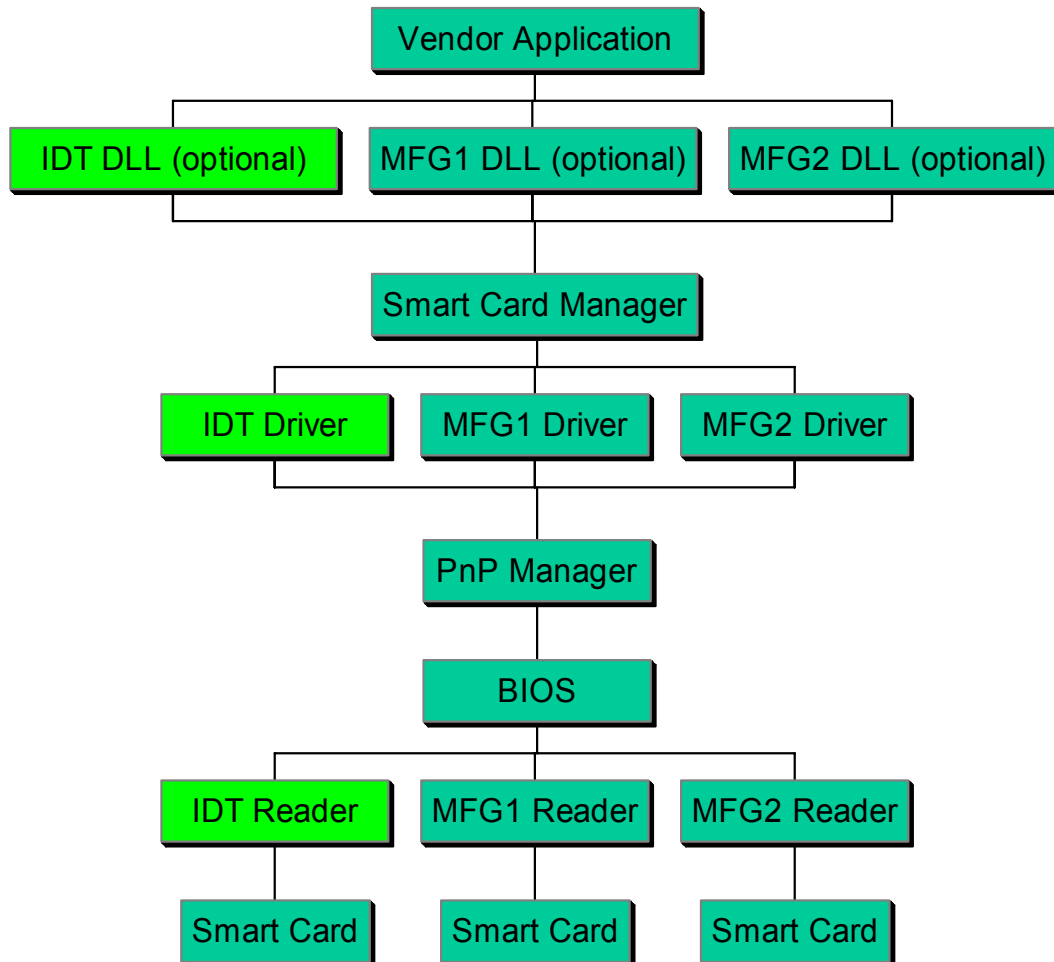 Vendor Application
IDT DLL (optional)
MFG1 DLL (optional)
MFG2 DLL (optional)
Smart Card Manager
IDT Driver
MFG1 Driver
MFG2 Driver
PnP Manager
BIOS
IDT Reader
MFG1 Reader
MFG2 Reader
Smart Card
Smart Card
Smart Card